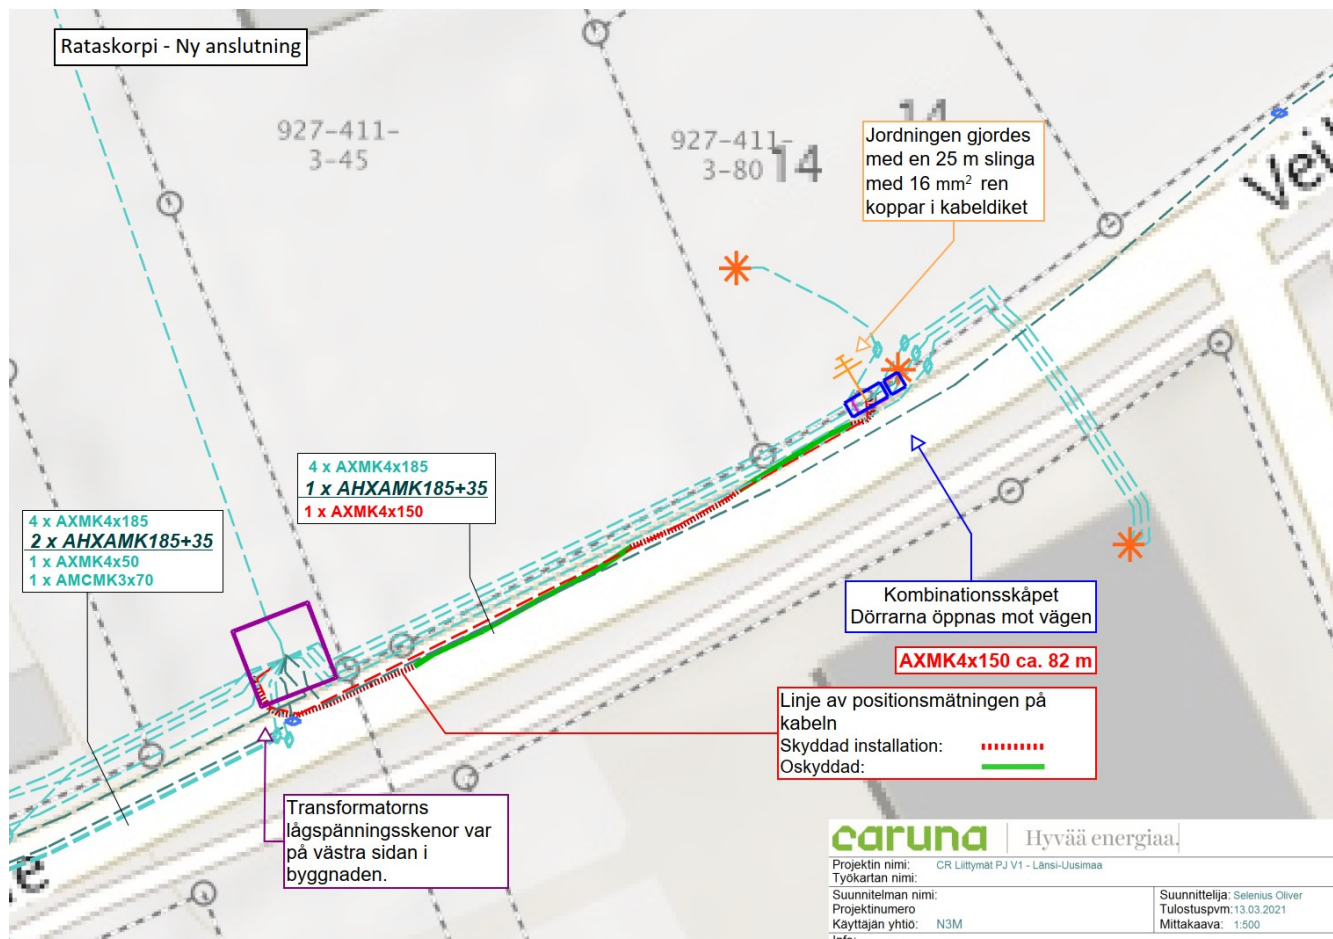 Rataskorpi - Ny anslutning
927-411-
3-45
927-411-
3-80
14
14
Jordningen gjordes
med en 25 m slinga
med 16 mm² ren
koppar i kabeldiket
4 x AXMK4x185
1 x AHXAMK185+35
1 x AXMK4x150
4 x AXMK4x185
2 x AHXAMK185+35
1 x AXMK4x50
1 x AMCMK3x70
Kombinationsskåpet
Dörrarna öppnas mot vägen
AXMK4x150 ca. 82 m
Linje av positionsmätningen på
kabeln
Skyddad installation:
Oskyddad:
Transformatorns
lågspänningsskenor var
på västra sidan i
byggnaden.
caruna
Hyvää energiaa.
Projektin nimi: CR Liittymät PJ V1 - Länsi-Uusimaa
Työkartan nimi:
Suunnitelman nimi:
Projektinumero
Käyttäjän yhtiö: N3M
Suunnittelija: Selenius Oliver
Tulostuspvm: 13.03.2021
Mittakaava: 1:500